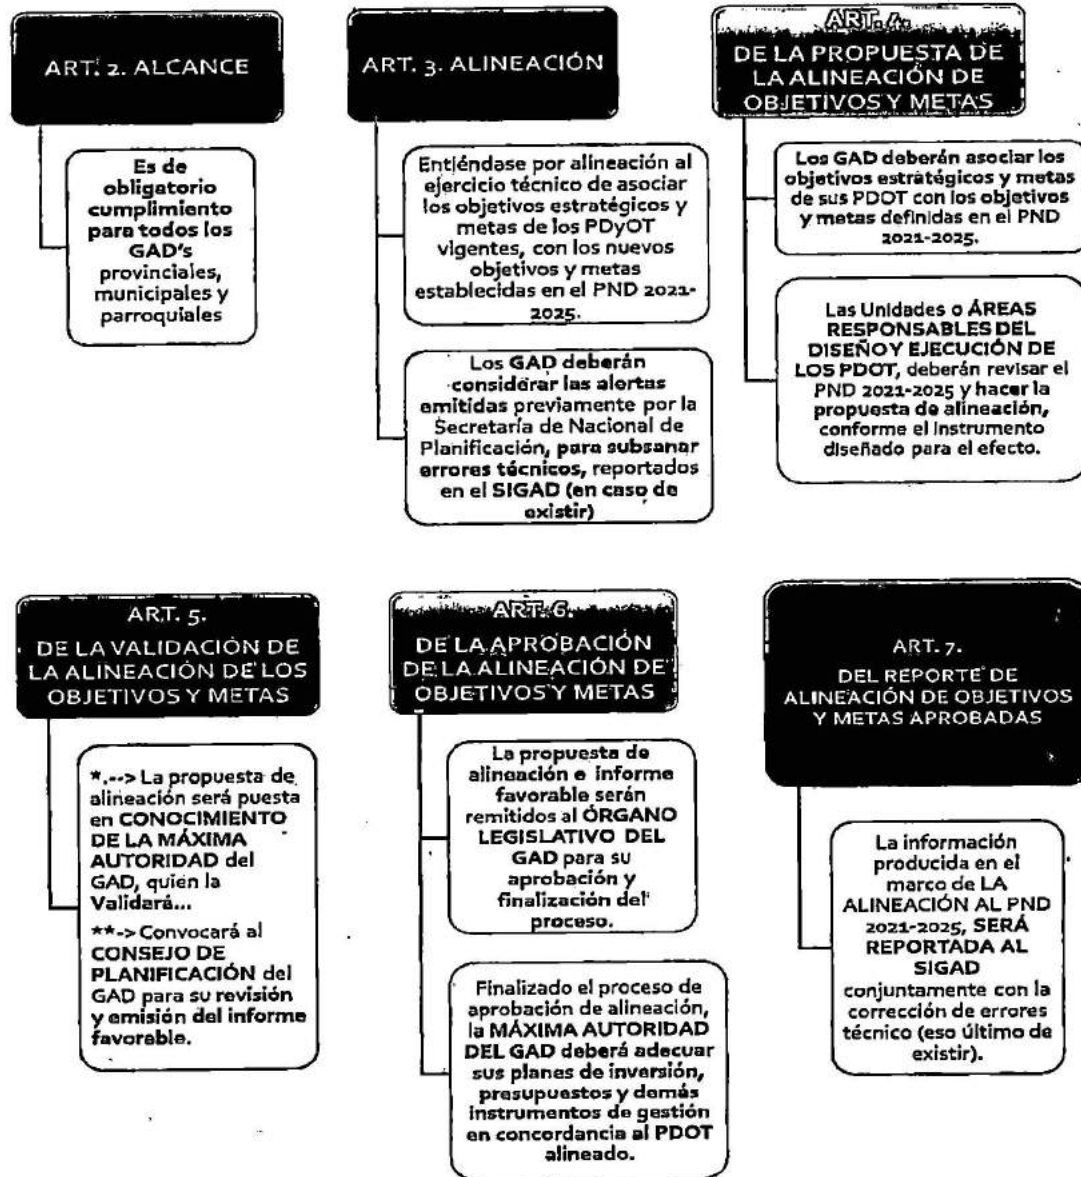 ART. 2. ALCANCE
Es de
obligatorio
cumplimiento
para todos los
GAD's
provinciales,
municipales y
parroquiales
ART. 3. ALINEACIÓN
Entiéndase por alineación al
ejercicio técnico de asociar
los objetivos estratégicos y
metas de los PDyOT
vigentes, con los nuevos
objetivos y metas
establecidas en el PND 2021-
2025.
Los GAD deberán
considerar las alertas
emitidas previamente por la
Secretaría de Nacional de
Planificación, para subsanar
errores técnicos, reportados
en el SIGAD (en caso de
existir)
ART. 4.
DE LA PROPUESTA DE
LA ALINEACIÓN DE
OBJETIVOS Y METAS
Los GAD deberán asociar los
objetivos estratégicos y metas
de sus PDOT con los objetivos
y metas definidas en el PND
2021-2025.
Las Unidades o ÁREAS
RESPONSABLES DEL
DISEÑO Y EJECUCIÓN DE
LOS PDOT, deberán revisar el
PND 2021-2025 y hacer la
propuesta de alineación,
conforme el instrumento
diseñado para el efecto.
ART. 5.
DE LA VALIDACIÓN DE
LA ALINEACIÓN DE LOS
OBJETIVOS Y METAS
*.--> La propuesta de
alineación será puesta
en CONOCIMIENTO
DE LA MÁXIMA
AUTORIDAD del
GAD, quien la
Validará...
**-> Convocará al
CONSEJO DE
PLANIFICACIÓN del
GAD para su revisión
y emisión del informe
favorable.
ART. 6.
DE LA APROBACIÓN
DE LA ALINEACIÓN DE
OBJETIVOS Y METAS
La propuesta de
alineación e informe
favorable serán
remitidos al ÓRGANO
LEGISLATIVO DEL
GAD para su
aprobación y
finalización del
proceso.
Finalizado el proceso de
aprobación de alineación,
la MÁXIMA AUTORIDAD
DEL GAD deberá adecuar
sus planes de inversión,
presupuestos y demás
instrumentos de gestión
en concordancia al PDOT
alineado.
ART. 7.
DEL REPORTE DE
ALINEACIÓN DE OBJETIVOS
Y METAS APROBADAS
La información
producida en el
marco de LA
ALINEACIÓN AL PND
2021-2025, SERÁ
REPORTADA AL
SIGAD
conjuntamente con la
corrección de errores
técnico (eso último de
existir).